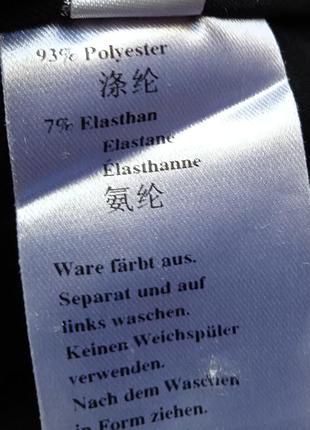 93% Polyester
涤纶
7% Elasthan
Elastane
Élasthanne
氨纶
Ware färbt aus.
Separat und auf
links waschen.
Keinen Weichspüler
verwenden.
Nach dem Waschen
in Form ziehen.